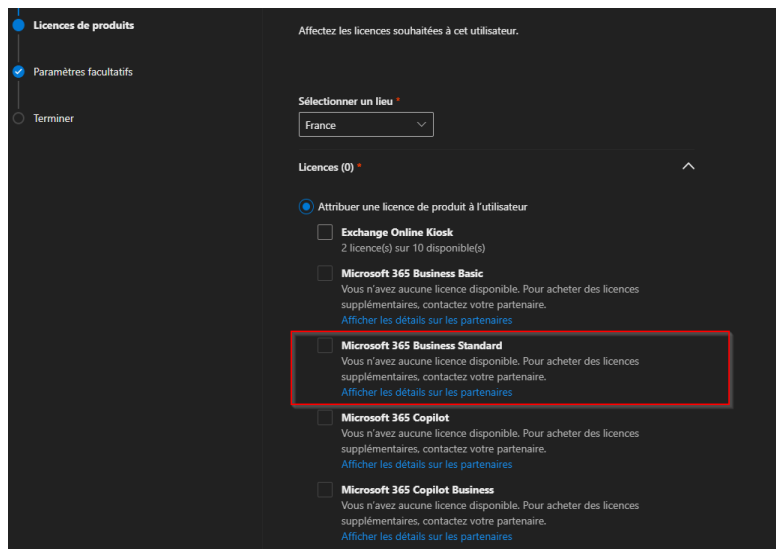 Licences de produits
Paramètres facultatifs
Terminer
Affectez les licences souhaitées à cet utilisateur.
Sélectionner un lieu *
France
Licences (0) *
Attribuer une licence de produit à l'utilisateur
Exchange Online Kiosk
2 licence(s) sur 10 disponible(s)
Microsoft 365 Business Basic
Vous n'avez aucune licence disponible. Pour acheter des licences
supplémentaires, contactez votre partenaire.
Afficher les détails sur les partenaires
Microsoft 365 Business Standard
Vous n'avez aucune licence disponible. Pour acheter des licences
supplémentaires, contactez votre partenaire.
Afficher les détails sur les partenaires
Microsoft 365 Copilot
Vous n'avez aucune licence disponible. Pour acheter des licences
supplémentaires, contactez votre partenaire.
Afficher les détails sur les partenaires
Microsoft 365 Copilot Business
Vous n'avez aucune licence disponible. Pour acheter des licences
supplémentaires, contactez votre partenaire.
Afficher les détails sur les partenaires